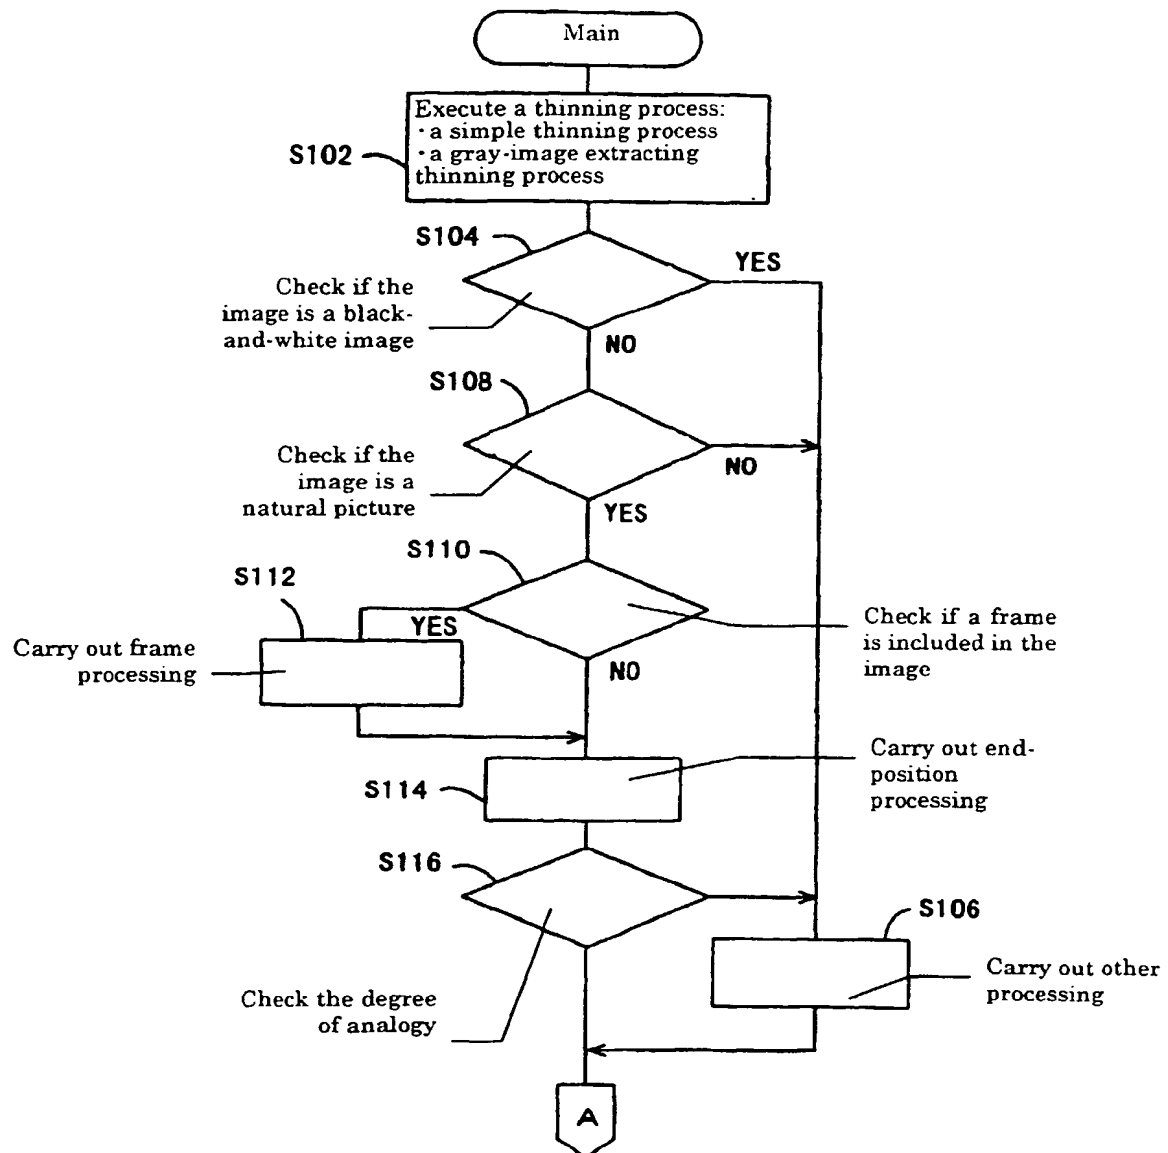 Main
Execute a thinning process:
・a simple thinning process
・a gray-image extracting
thinning process
S102
S104
YES
Check if the
image is a black-
and-white image
NO
S108
Check if the
image is a
natural picture
NO
YES
S110
S112
YES
Check if a frame
is included in the
image
Carry out frame
processing
NO
Carry out end-
position
processing
S114
S116
S106
Carry out other
processing
Check the degree
of analogy
A